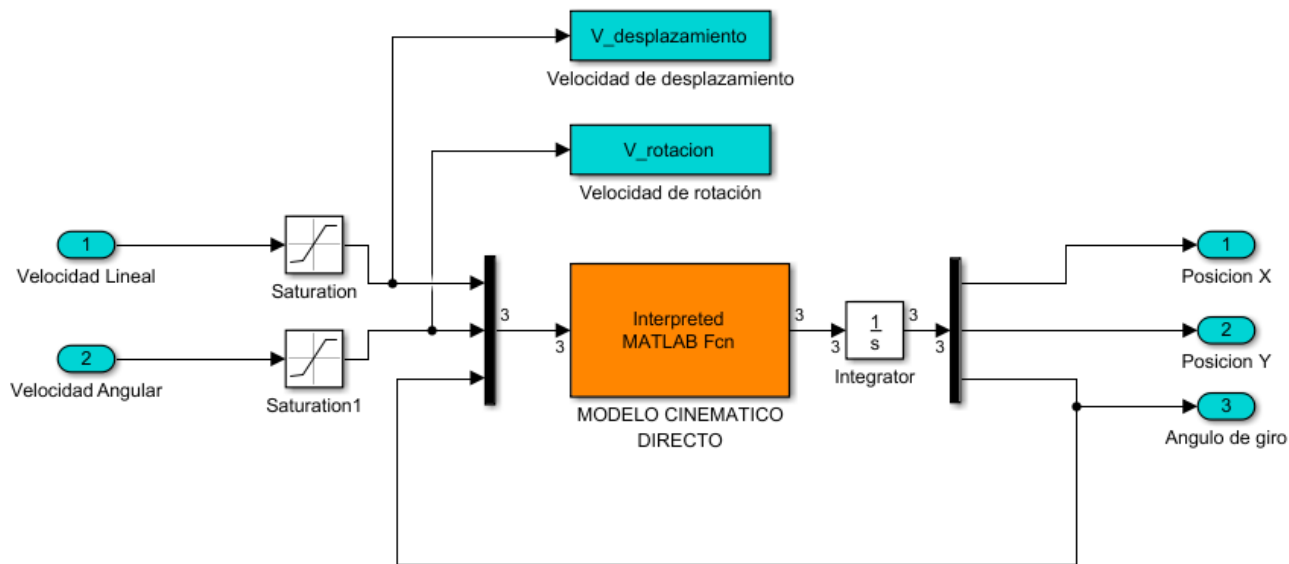 V_desplazamiento
Velocidad de desplazamiento
V_rotacion
Velocidad de rotación
1
Velocidad Lineal
Saturation
2
Velocidad Angular
Saturation1
3
3
Interpreted
MATLAB Fcn
MODELO CINEMATICO
DIRECTO
3
3
1
s
Integrator
3
3
1
Posicion X
2
Posicion Y
3
Angulo de giro